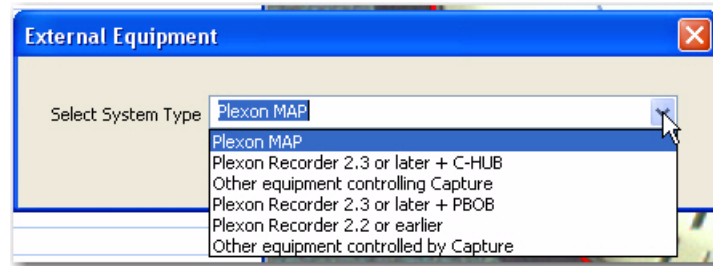 External Equipment
Select System Type Plexon MAP
Plexon MAP
Plexon Recorder 2.3 or later + C-HUB
Other equipment controlling Capture
Plexon Recorder 2.3 or later + PBOB
Plexon Recorder 2.2 or earlier
Other equipment controlled by Capture